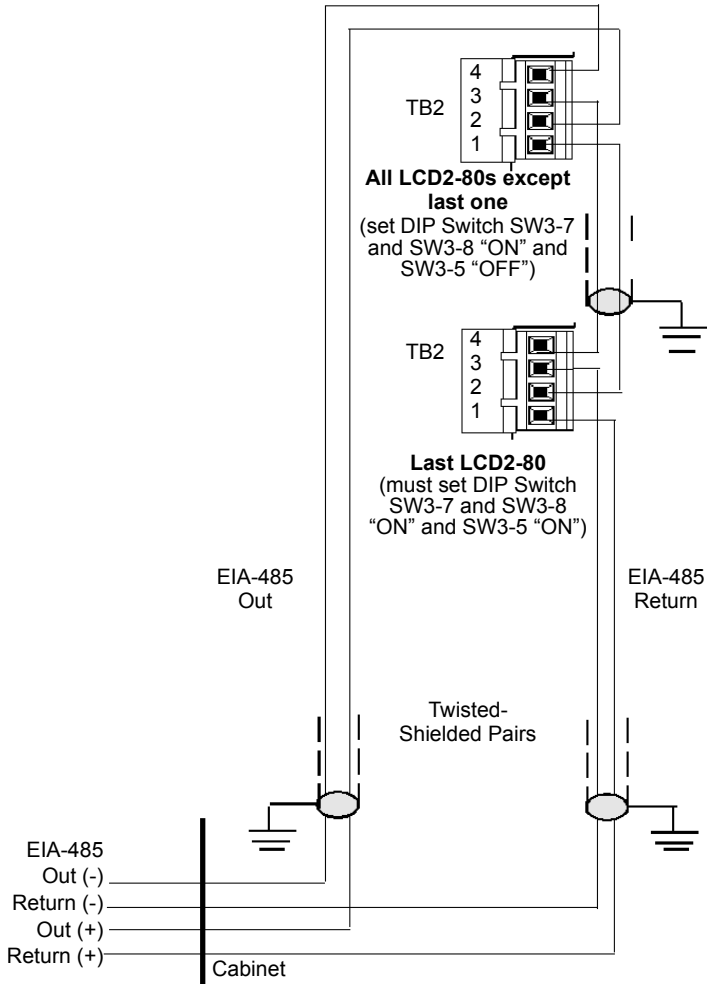 4
3
TB2
2
1
All LCD2-80s except
last one
(set DIP Switch SW3-7
and SW3-8 “ON” and
SW3-5 “OFF”)
4
TB2
3
2
1
Last LCD2-80
(must set DIP Switch
SW3-7 and SW3-8
“ON” and SW3-5 “ON”)
EIA-485
Out
EIA-485
Return
Twisted-
Shielded Pairs
EIA-485
Out (-)
Return (-)
Out (+)
Return (+)
Cabinet